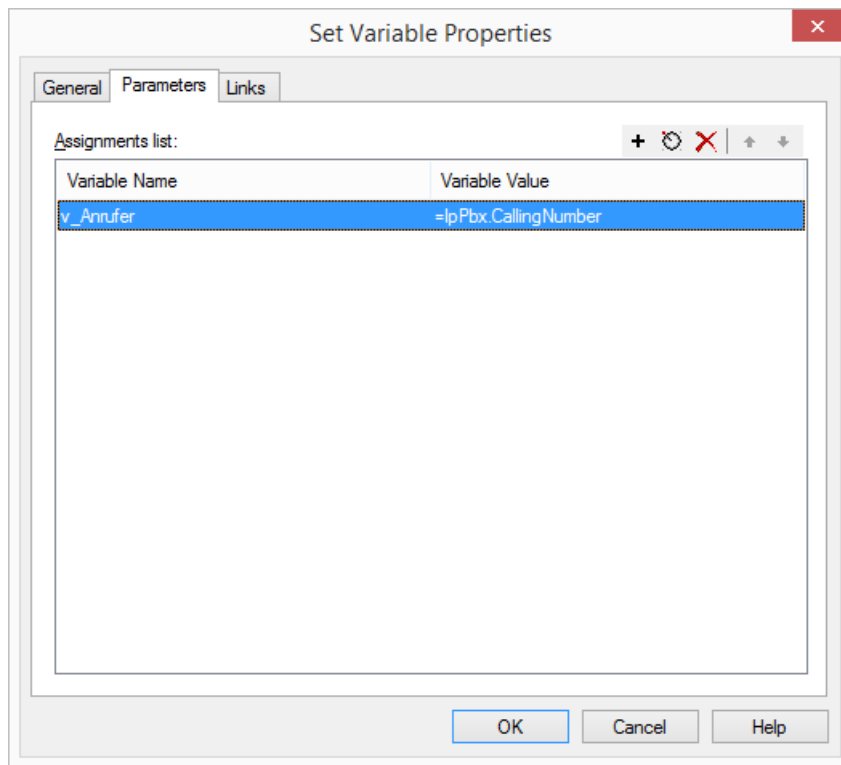 Set Variable Properties
General Parameters Links
Assignments list:
Variable Name Variable Value
v_Anrufer =IpPbx.CallingNumber
OK Cancel Help